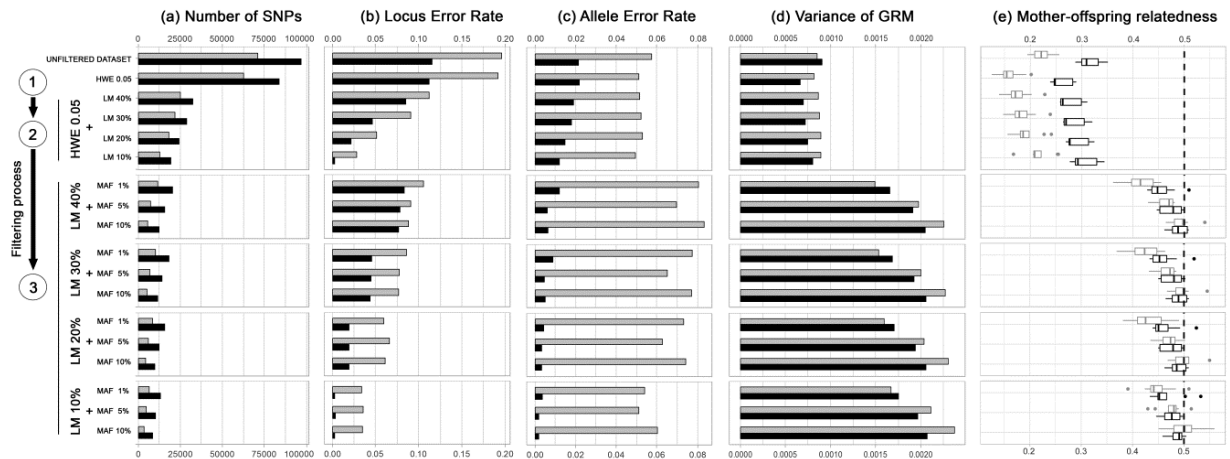 (a) Number of SNPs
(b) Locus Error Rate
(c) Allele Error Rate
(d) Variance of GRM
(e) Mother-offspring relatedness
0 25000 50000 75000 100000
0.00 0.05 0.10 0.15 0.20
0.00 0.02 0.04 0.06 0.08
0.0000 0.0005 0.0010 0.0015 0.0020
0.2 0.3 0.4 0.5
UNFILTERED DATASET
HWE 0.05
LM 40%
LM 30%
LM 20%
LM 10%
HWE 0.05
+
1
2
3
Filtering process
LM 40%
+
MAF 1%
MAF 5%
MAF 10%
LM 30%
+
MAF 1%
MAF 5%
MAF 10%
LM 20%
+
MAF 1%
MAF 5%
MAF 10%
LM 10%
+
MAF 1%
MAF 5%
MAF 10%
0 25000 50000 75000 100000
0.00 0.05 0.10 0.15 0.20
0.00 0.02 0.04 0.06 0.08
0.0000 0.0005 0.0010 0.0015 0.0020
0.2 0.3 0.4 0.5